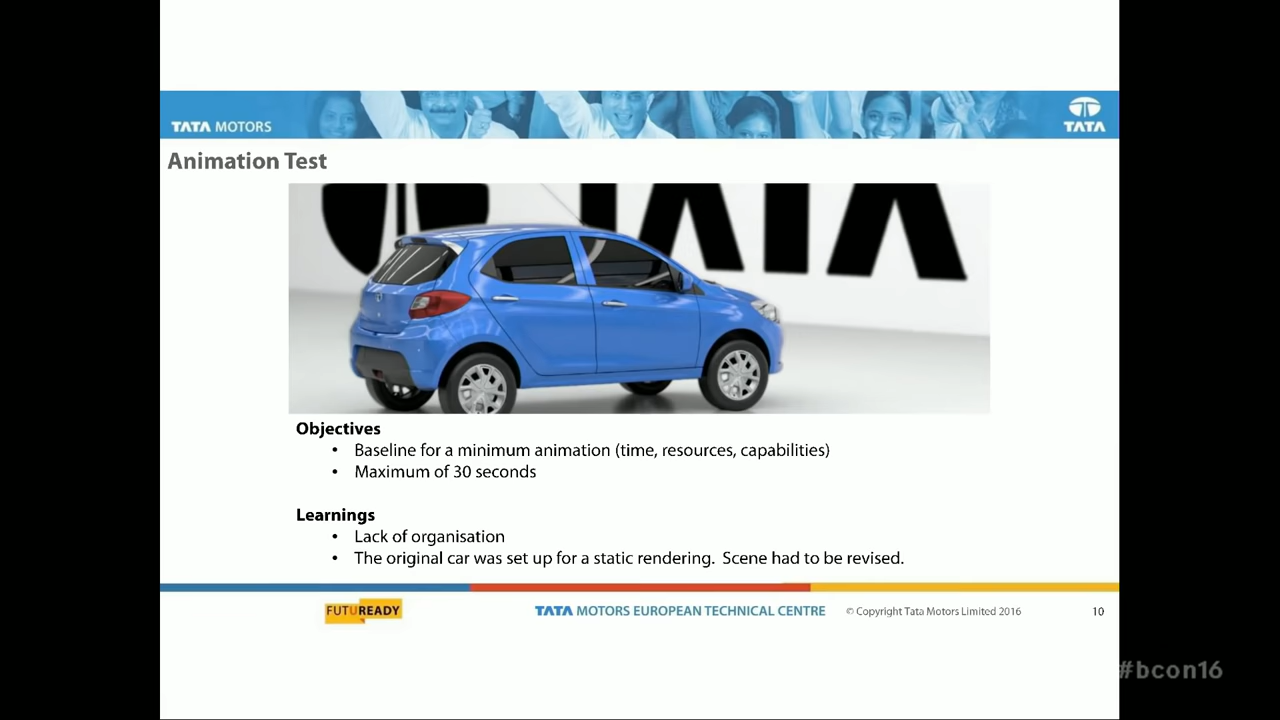 TATA MOTORS
TATA
Animation Test
TATA
Objectives
• Baseline for a minimum animation (time, resources, capabilities)
• Maximum of 30 seconds
Learnings
• Lack of organisation
• The original car was set up for a static rendering. Scene had to be revised.
FUTUREADY
TATA MOTORS EUROPEAN TECHNICAL CENTRE
© Copyright Tata Motors Limited 2016
10
#bcon16